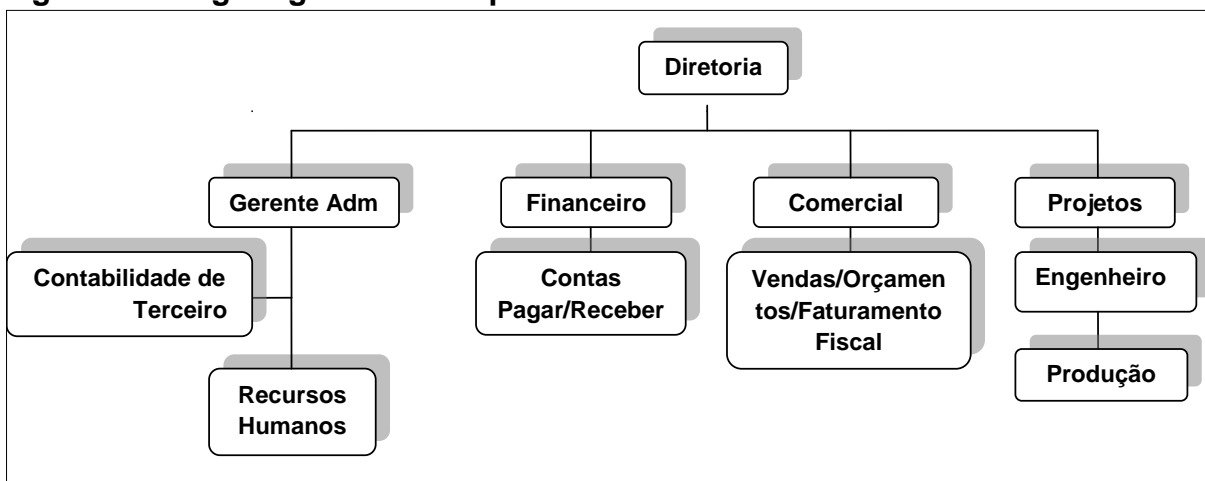 Diretoria
Gerente Adm
Financeiro
Comercial
Projetos
Contabilidade de
Terceiro
Contas
Pagar/Receber
Vendas/Orçamen
tos/Faturamento
Fiscal
Engenheiro
Produção
Recursos
Humanos